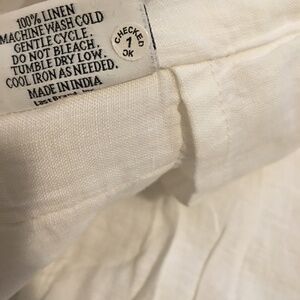 100% LINEN
MACHINE WASH COLD
GENTLE CYCLE.
DO NOT BLEACH.
TUMBLE DRY LOW.
COOL IRON AS NEEDED.
MADE IN INDIA
CHECKED
1
OK